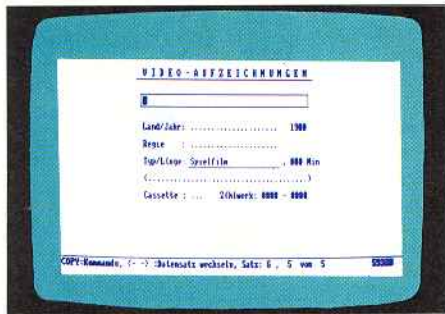 VIDEO-AUFZEICHNUNGEN
Land/Jahr: .................... 1900
Regie : ....................
Typ/Länge: Spielfilm , 000 Min
(....................................)
Cassette : ... Zählwerk: 0000 - 0000
COPY:Kommando, (- -) :Datensatz wechseln, Satz: 6 , 5 vom 5